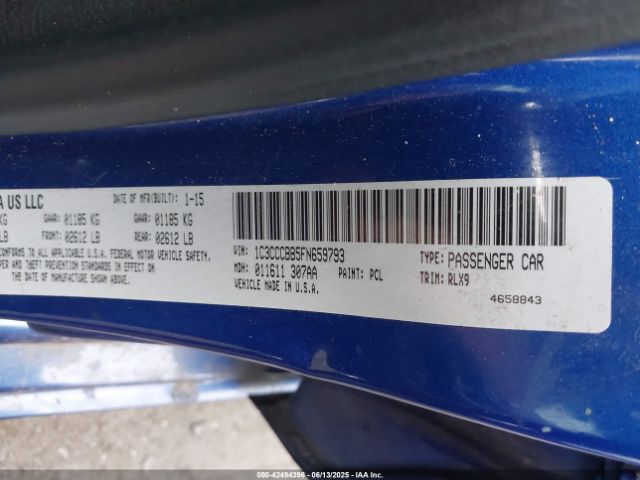 A US LLC
DATE OF MFR(BUILT): 1-15
KG GAWR: 01185 KG GAWR: 01185 KG
LB FRONT: 02612 LB REAR: 02612 LB
CONFORMS TO ALL APPLICABLE U.S.A. FEDERAL MOTOR VEHICLE SAFETY,
PER AND THEFT PREVENTION STANDARDS IN EFFECT ON
THE DATE OF MANUFACTURE SHOWN ABOVE.
VIN: 1C3CCCBB5FN659793
TYPE: PASSENGER CAR
MDH: 011611 307AA PAINT: PCL
TRIM: RLX9
VEHICLE MADE IN U.S.A.
4658843
© COPART - 42494396 - 06/13/2025 - IAAI.COM